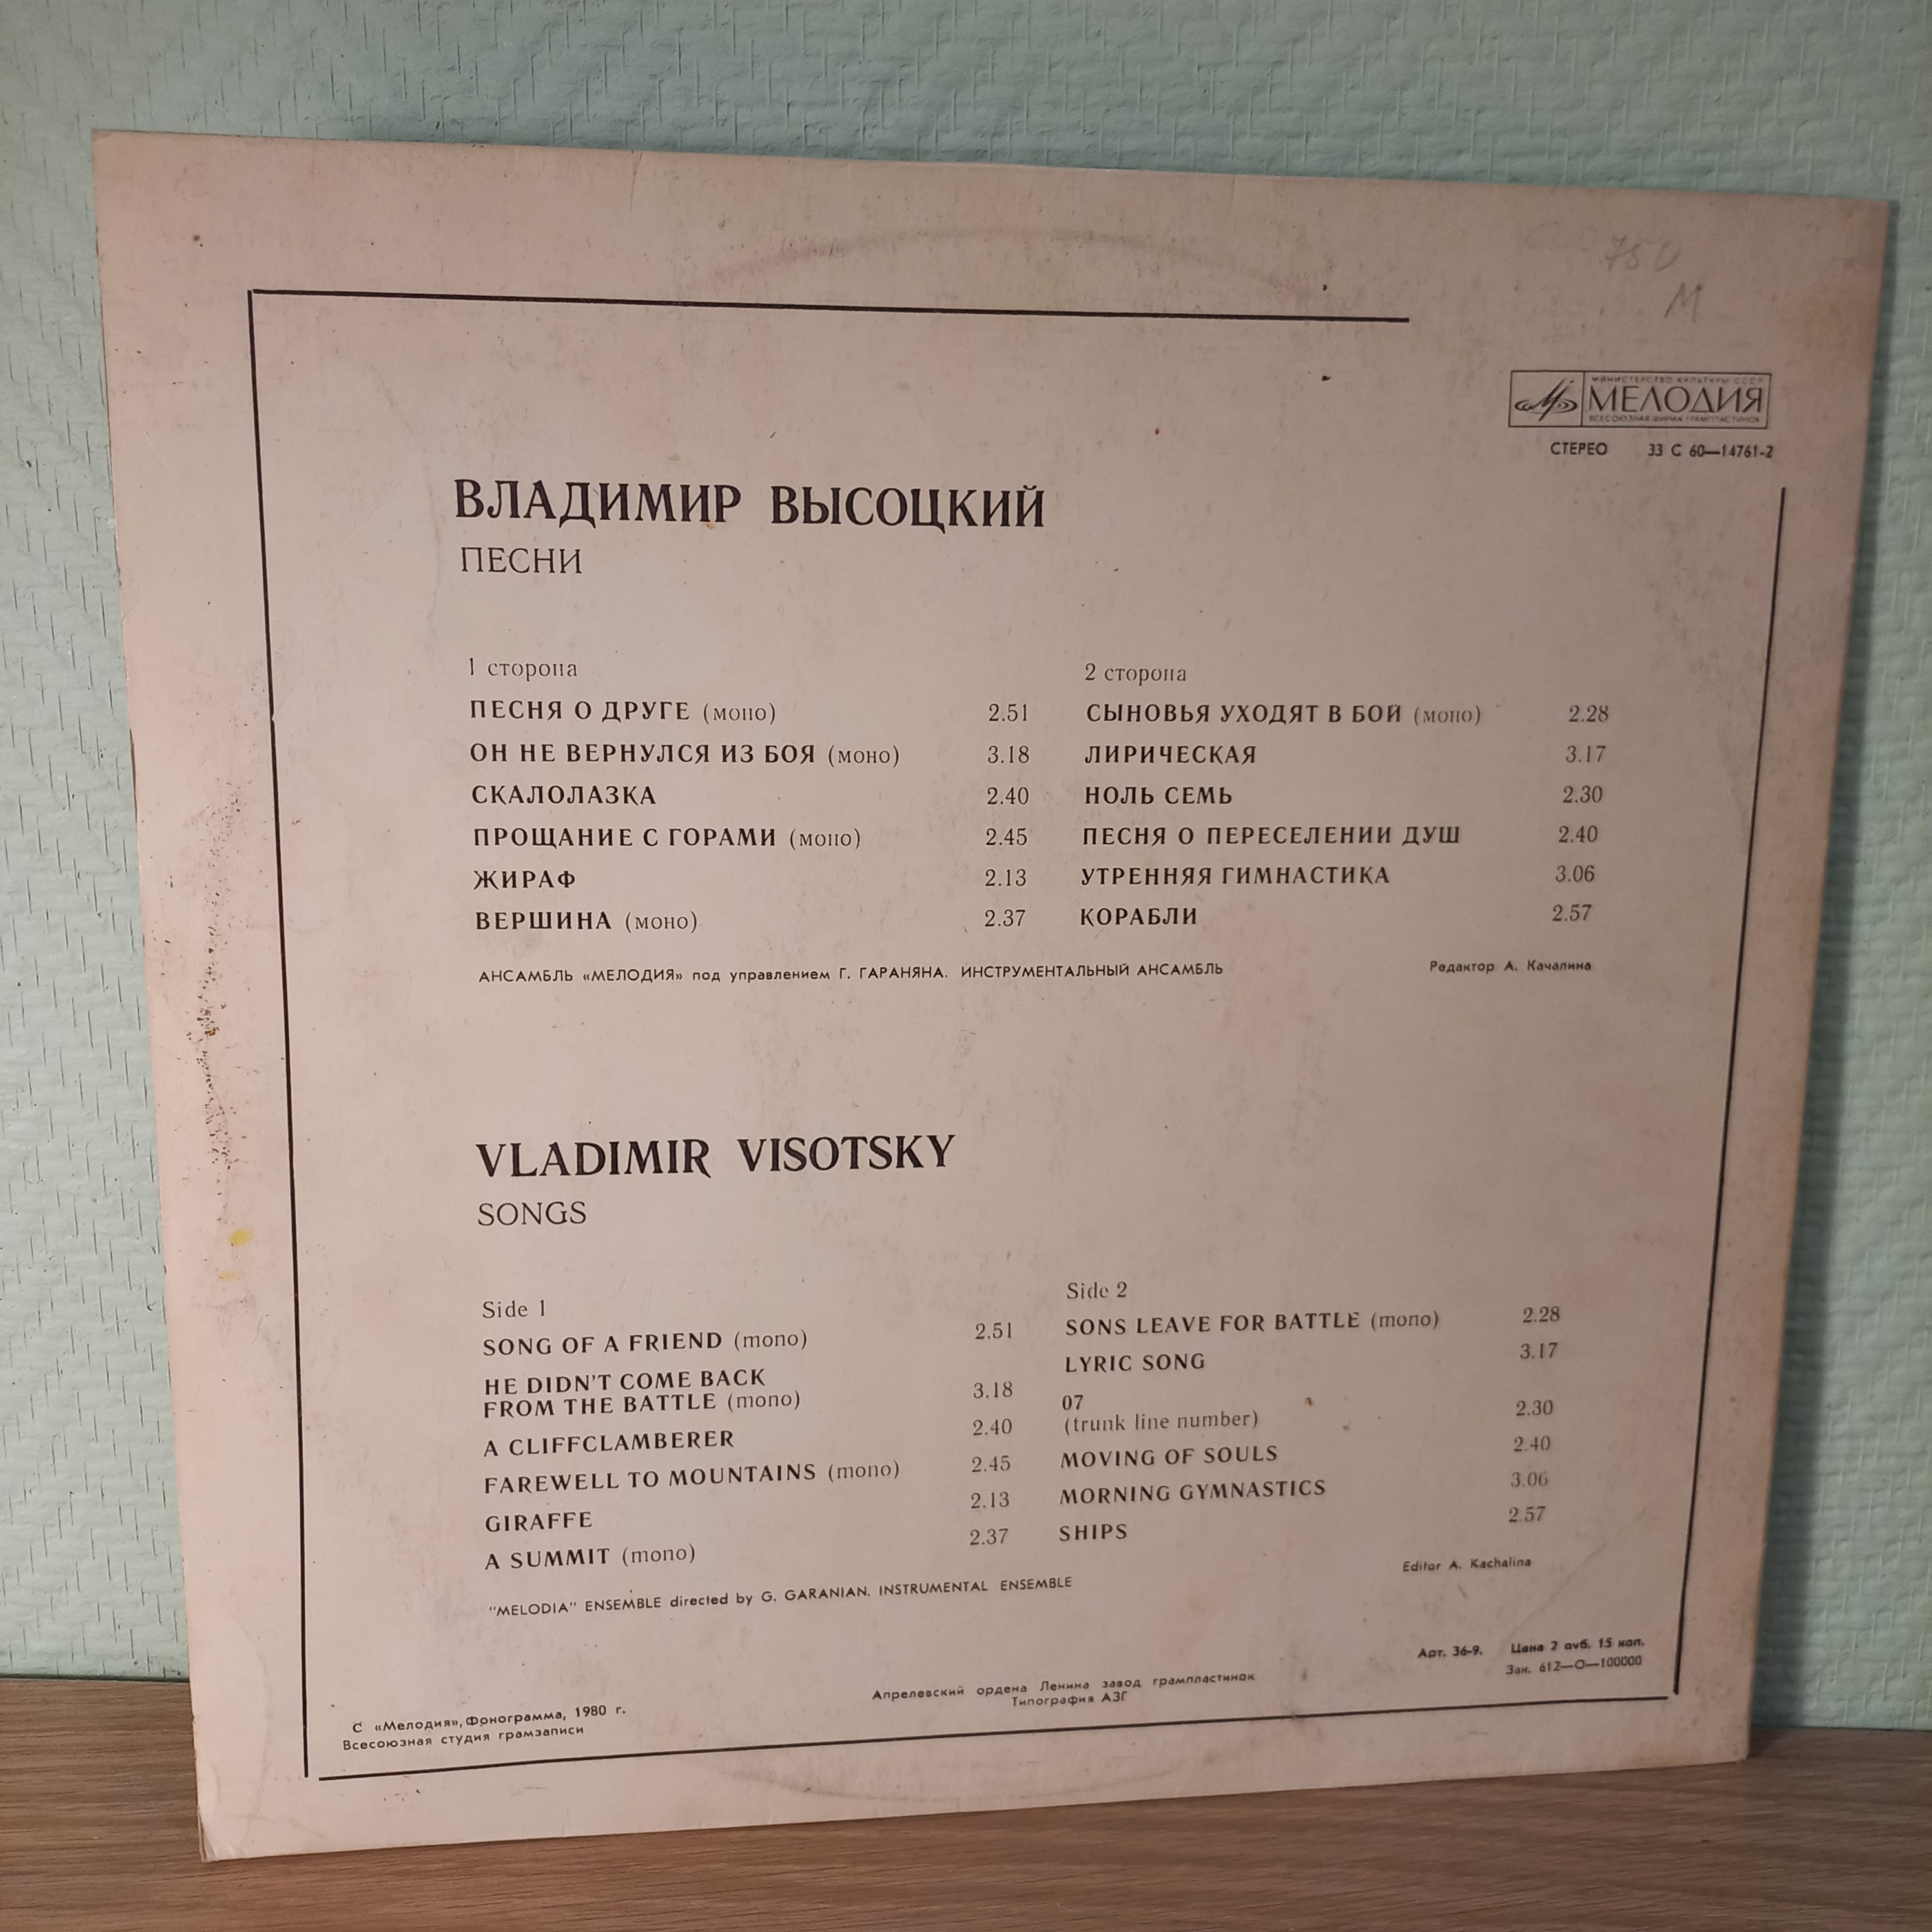 750
М
МИНИСТЕРСТВО КУЛЬТУРЫ СССР
МЕЛОДИЯ
ВСЕСОЮЗНАЯ ФИРМА ГРАМПЛАСТИНОК
СТЕРЕО 33 С 60—14761-2
ВЛАДИМИР ВЫСОЦКИЙ
ПЕСНИ
1 сторона
ПЕСНЯ О ДРУГЕ (моно) 2.51
ОН НЕ ВЕРНУЛСЯ ИЗ БОЯ (моно) 3.18
СКАЛОЛАЗКА 2.40
ПРОЩАНИЕ С ГОРАМИ (моно) 2.45
ЖИРАФ 2.13
ВЕРШИНА (моно) 2.37
2 сторона
СЫНОВЬЯ УХОДЯТ В БОЙ (моно) 2.28
ЛИРИЧЕСКАЯ 3.17
НОЛЬ СЕМЬ 2.30
ПЕСНЯ О ПЕРЕСЕЛЕНИИ ДУШ 2.40
УТРЕННЯЯ ГИМНАСТИКА 3.06
КОРАБЛИ 2.57
АНСАМБЛЬ «МЕЛОДИЯ» под управлением Г. ГАРАНЯНА. ИНСТРУМЕНТАЛЬНЫЙ АНСАМБЛЬ
Редактор А. Качалина
VLADIMIR VISOTSKY
SONGS
Side 1
SONG OF A FRIEND (mono) 2.51
HE DIDN'T COME BACK
FROM THE BATTLE (mono) 3.18
A CLIFFCLAMBERER 2.40
FAREWELL TO MOUNTAINS (mono) 2.45
GIRAFFE 2.13
A SUMMIT (mono) 2.37
Side 2
SONS LEAVE FOR BATTLE (mono) 2.28
LYRIC SONG 3.17
07
(trunk line number) 2.30
MOVING OF SOULS 2.40
MORNING GYMNASTICS 3.06
SHIPS 2.57
"MELODIA" ENSEMBLE directed by G. GARANIAN. INSTRUMENTAL ENSEMBLE
Editor A. Kachalina
Арт. 36-9. Цена 2 руб. 15 коп.
Зак. 612—О—100000
Апрелевский ордена Ленина завод грампластинок
Типография АЗГ
С «Мелодия», Фонограмма, 1980 г.
Всесоюзная студия грамзаписи